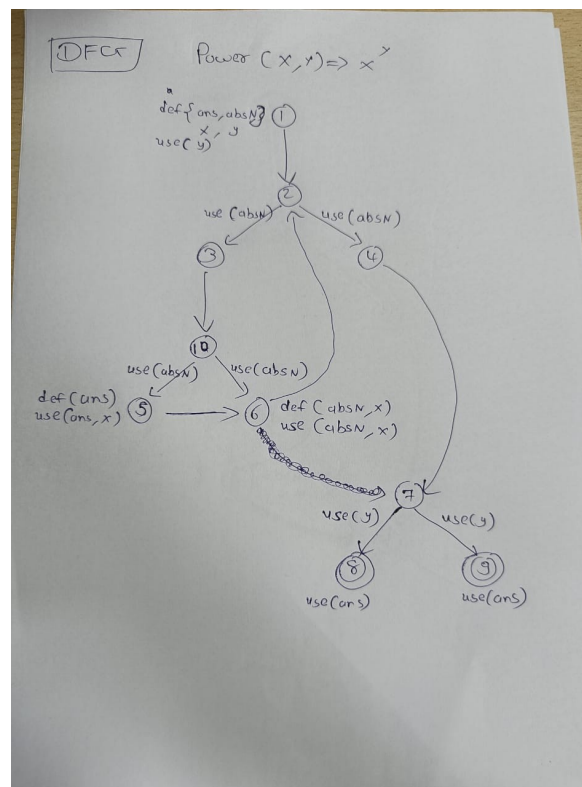 DFG
Power (x,y) => x^y
def{ans,absN} 1
x, y
use(y)
2
use(absN) use(absN)
3 4
10
use(absN) use(absN)
def(ans)
use(ans,x) 5 6 def(absN,x)
use(absN,x)
7
use(y) use(y)
8 9
use(ans) use(ans)